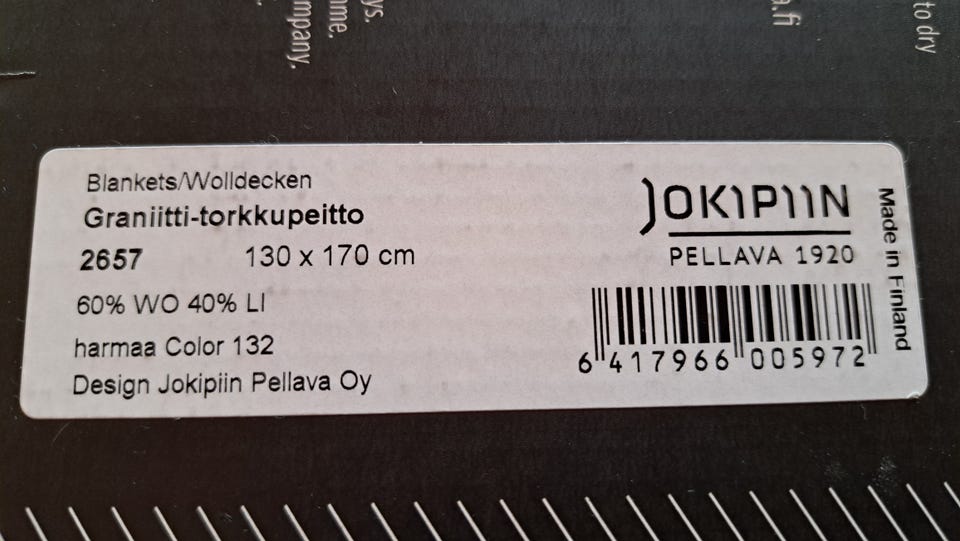 ys.
me.
mpany.
a.fi
to dry
Blankets/Wolldecken
Graniitti-torkkupeitto
2657 130 x 170 cm
60% WO 40% LI
harmaa Color 132
Design Jokipiin Pellava Oy
JOKIPIIN
PELLAVA 1920
6 417966 005972
Made in Finland